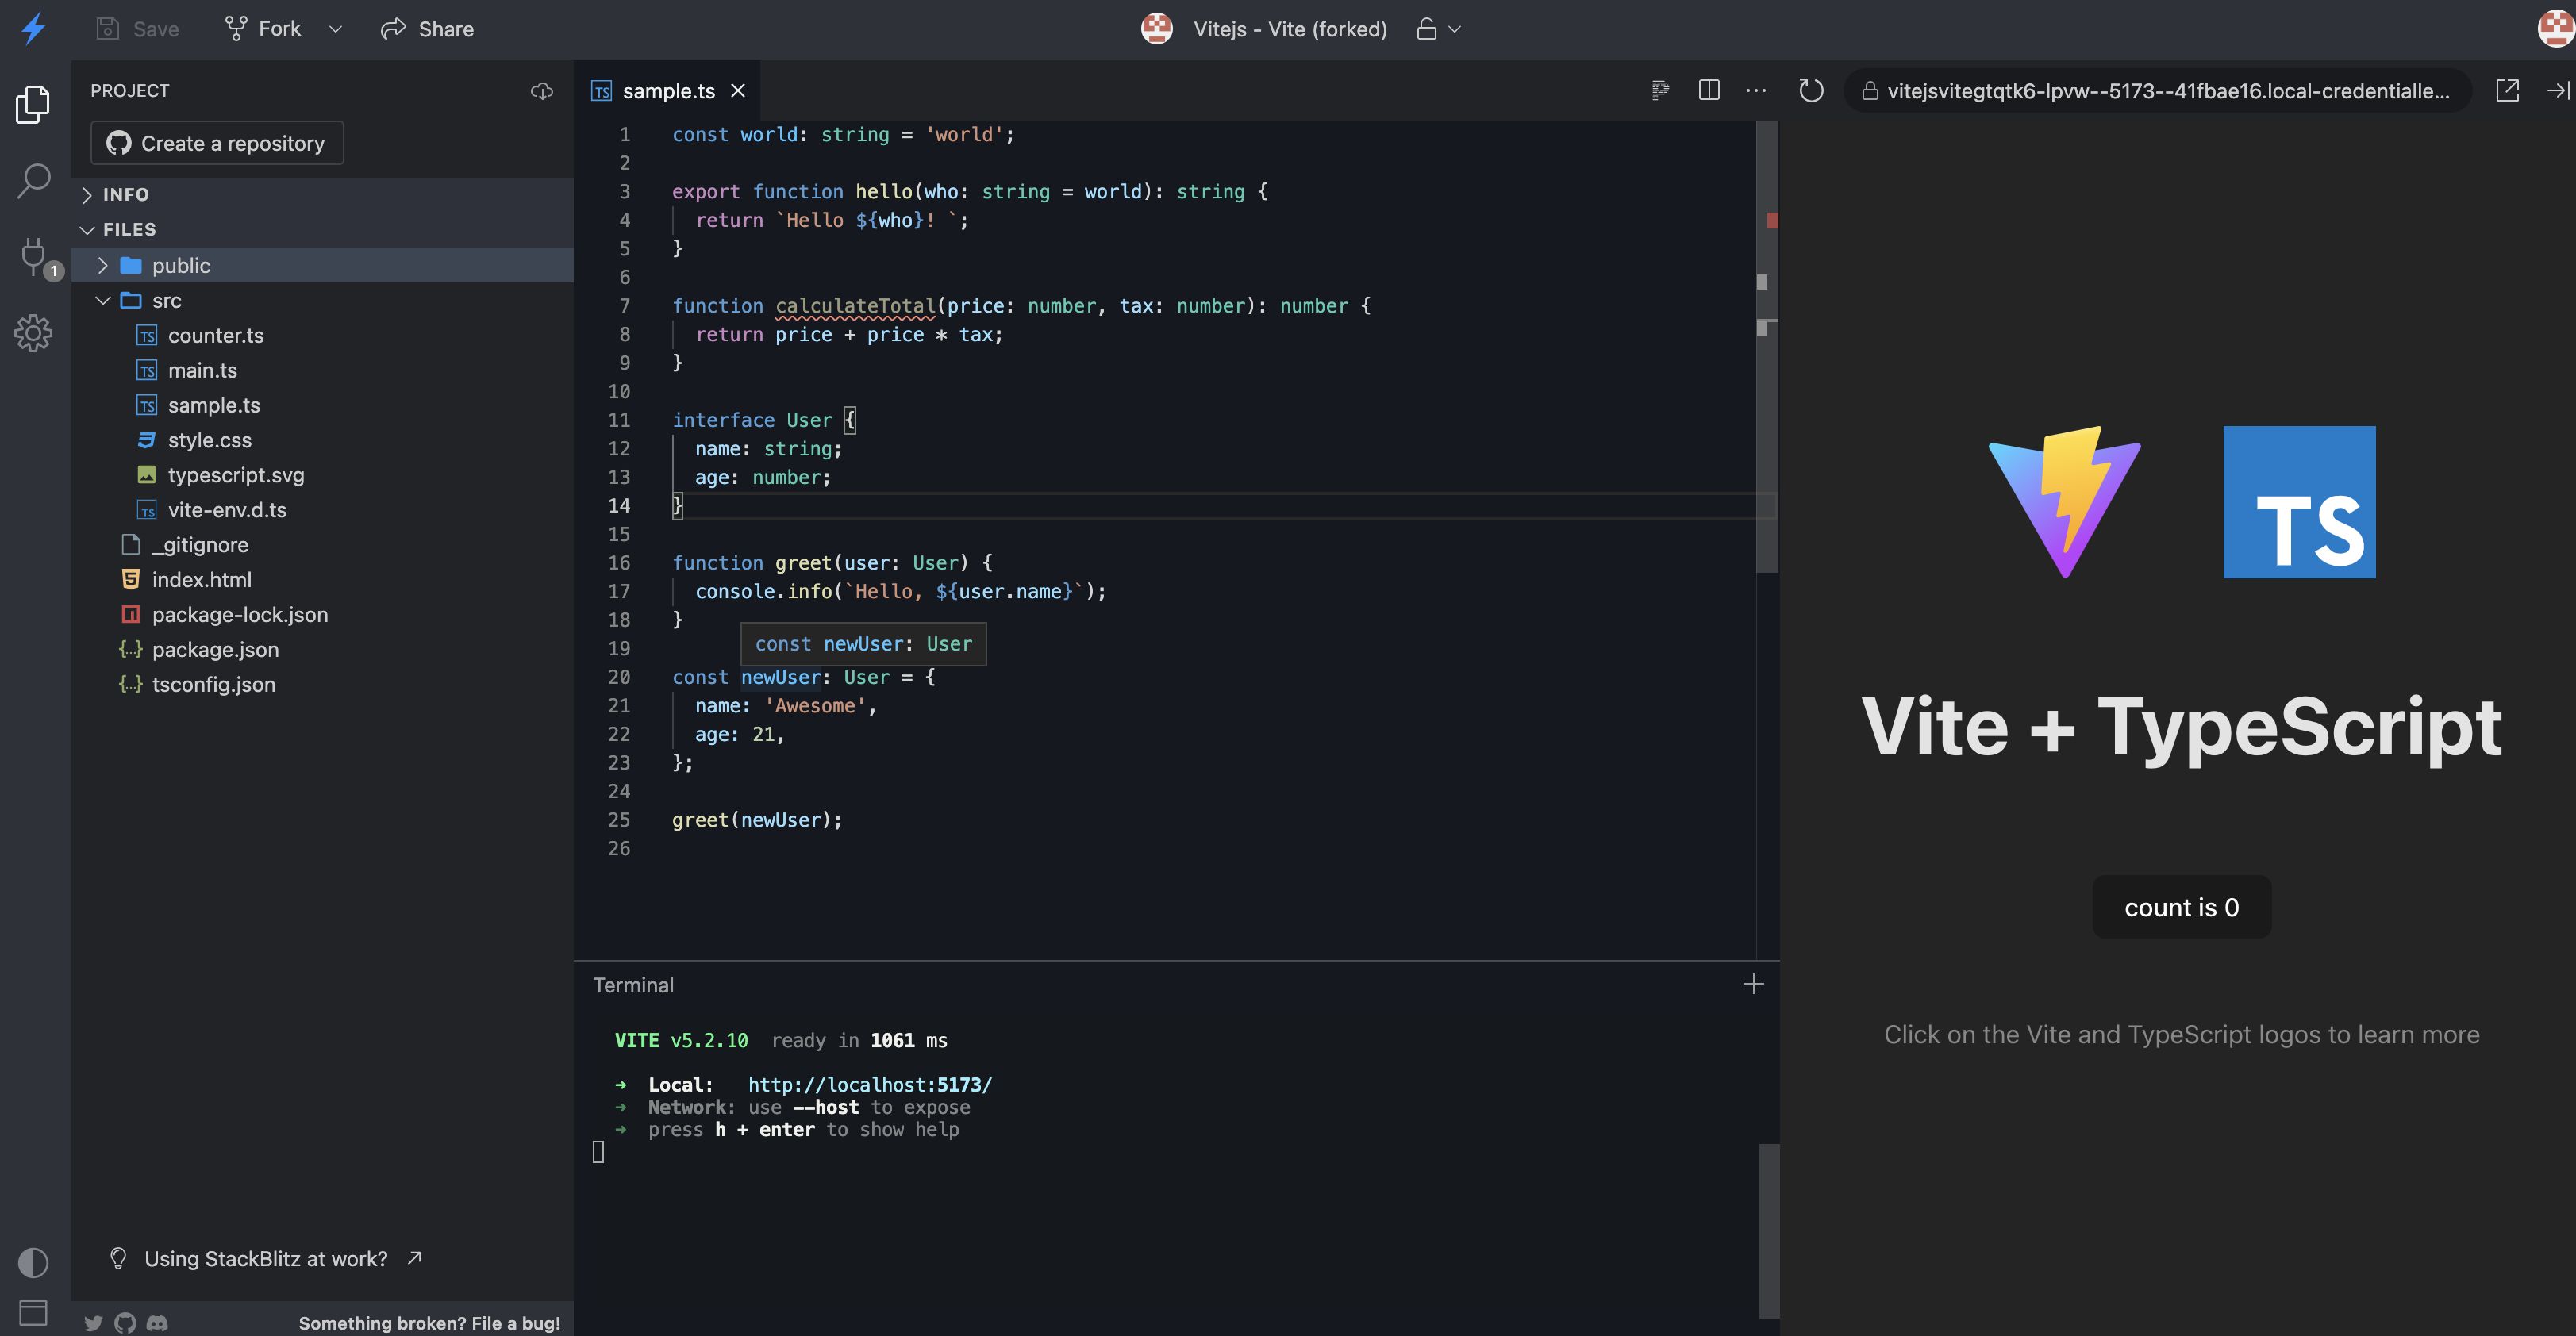 Save Fork Share Vitejs - Vite (forked)
PROJECT
Create a repository
INFO
FILES
public
src
TS counter.ts
TS main.ts
TS sample.ts
style.css
typescript.svg
TS vite-env.d.ts
_gitignore
index.html
package-lock.json
{...} package.json
{...} tsconfig.json
1
Using StackBlitz at work?
Something broken? File a bug!
TS sample.ts
1 const world: string = 'world';
2
3 export function hello(who: string = world): string {
4 return `Hello ${who}! `;
5 }
6
7 function calculateTotal(price: number, tax: number): number {
8 return price + price * tax;
9 }
10
11 interface User {
12 name: string;
13 age: number;
14 }
15
16 function greet(user: User) {
17 console.info(`Hello, ${user.name}`);
18 }
19
const newUser: User
20 const newUser: User = {
21 name: 'Awesome',
22 age: 21,
23 };
24
25 greet(newUser);
26
Terminal
VITE v5.2.10 ready in 1061 ms
➜ Local: http://localhost:5173/
➜ Network: use --host to expose
➜ press h + enter to show help
vitejsvitegtqtk6-lpvw--5173--41fbae16.local-credentialle...
TS
Vite + TypeScript
count is 0
Click on the Vite and TypeScript logos to learn more